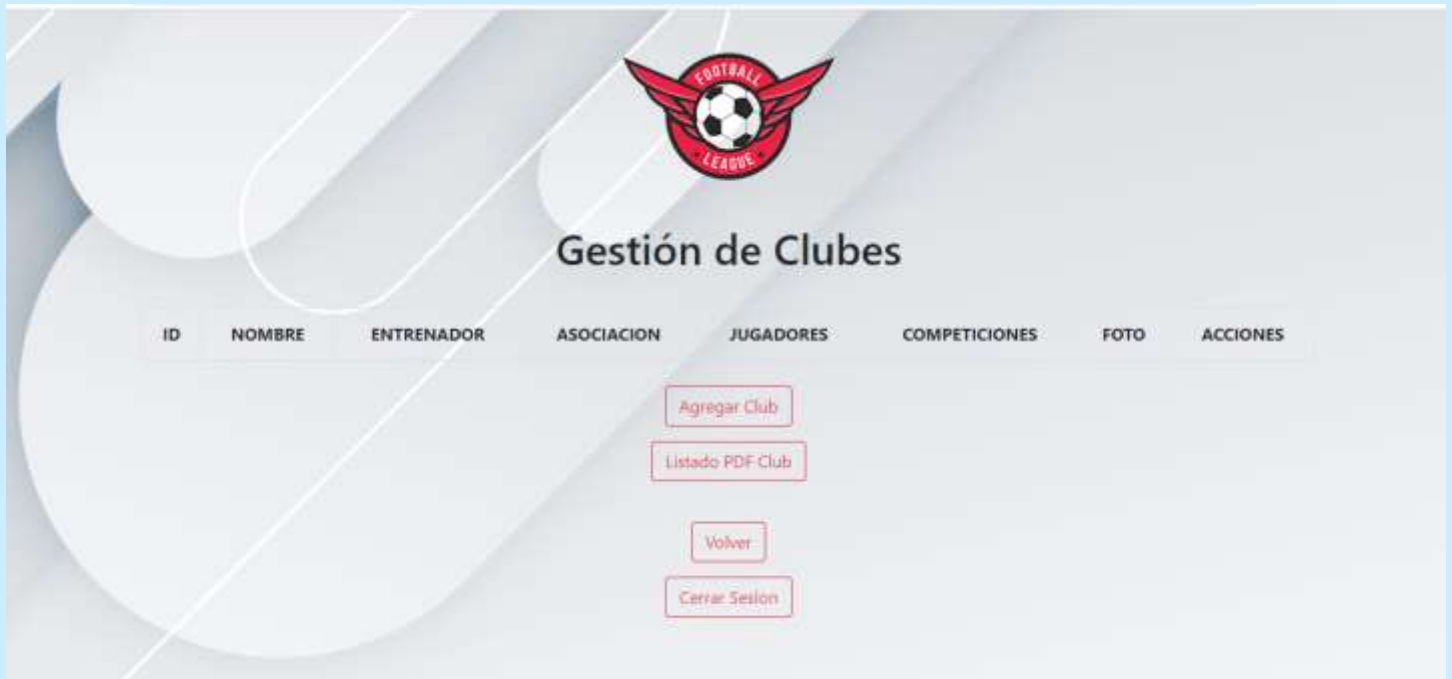 FOOTBALL
LEAGUE
Gestión de Clubes
ID NOMBRE ENTRENADOR ASOCIACION JUGADORES COMPETICIONES FOTO ACCIONES
Agregar Club
Listado PDF Club
Volver
Cerrar Sesion